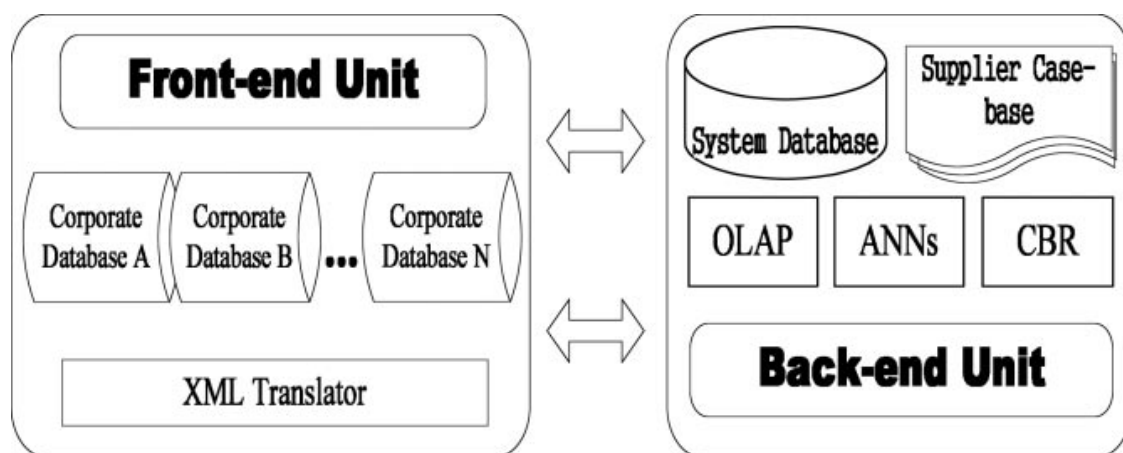 Front-end Unit
Corporate
Database A
Corporate
Database B
...
Corporate
Database N
XML Translator
System Database
Supplier Case-
base
OLAP
ANNs
CBR
Back-end Unit